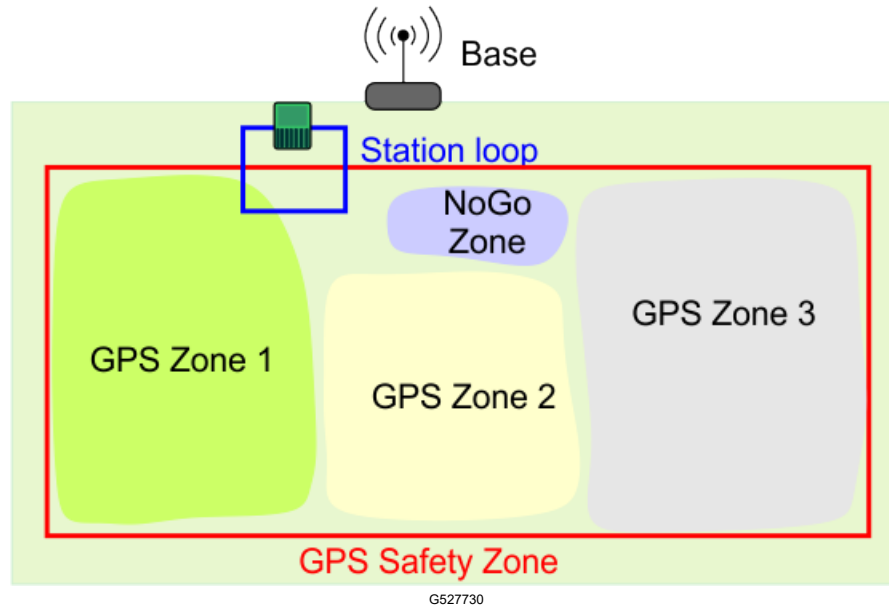 Base
Station loop
NoGo
Zone
GPS Zone 3
GPS Zone 1
GPS Zone 2
GPS Safety Zone
G527730